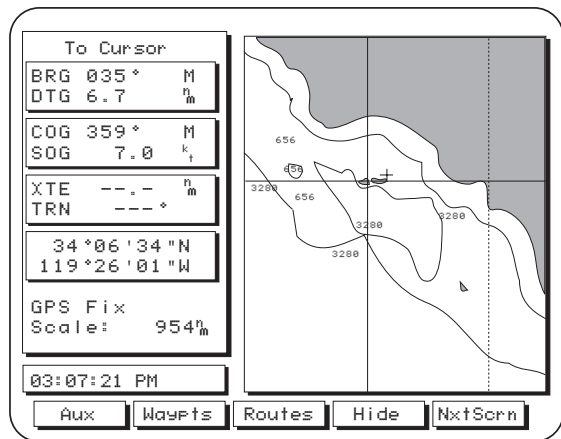 To Cursor
BRG 035° M
DTG 6.7 nm
COG 359° M
SOG 7.0 kt
XTE --.- nm
TRN ---°
34°06'34"N
119°26'01"W
GPS Fix
Scale: 954nm
03:07:21 PM
656
656
3280
656
3280
3280
3280
Aux Waypts Routes Hide NxtScrn